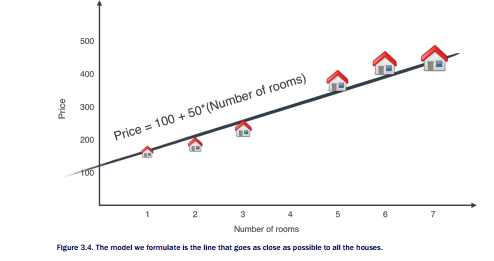 500
400
300
200
100
Price
Price = 100 + 50*(Number of rooms)
1 2 3 4 5 6 7
Number of rooms
Figure 3.4. The model we formulate is the line that goes as close as possible to all the houses.